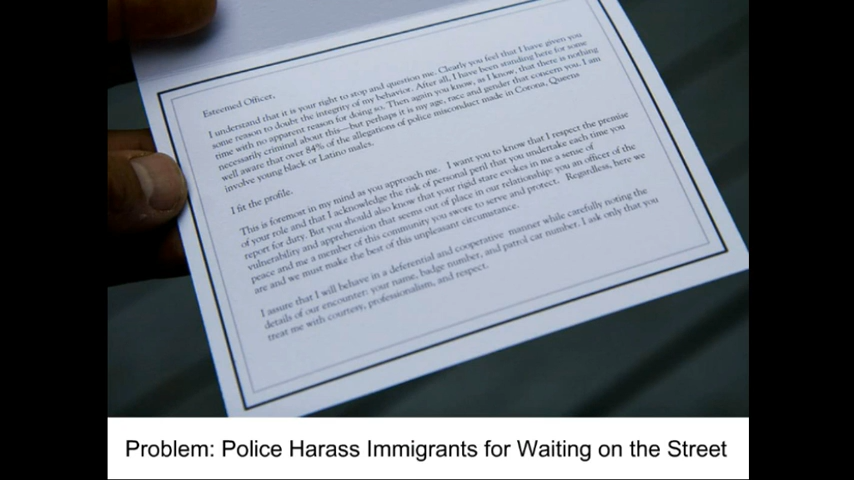 Esteemed Officer,
I understand that it is your right to stop and question me. Clearly you feel that I have given you
some reason to doubt the integrity of my behavior. After all, I have been standing here for some
time with no apparent reason for doing so. Then again you know, as I know, that there is nothing
necessarily criminal about this—but perhaps it is my age, race and gender that concern you. I am
well aware that over 84% of the allegations of police misconduct made in Corona, Queens
involve young black or Latino males.
I fit the profile.
This is foremost in my mind as you approach me. I want you to know that I respect the premise
of your role and that I acknowledge the risk of personal peril that you undertake each time you
report for duty. But you should also know that your rigid stare evokes in me a sense of
vulnerability and apprehension that seems out of place in our relationship: you an officer of the
peace and me a member of this community you swore to serve and protect. Regardless, here we
are and we must make the best of this unpleasant circumstance.
I assure that I will behave in a deferential and cooperative manner while carefully noting the
details of our encounter: your name, badge number, and patrol car number. I ask only that you
treat me with courtesy, professionalism, and respect.
Problem: Police Harass Immigrants for Waiting on the Street